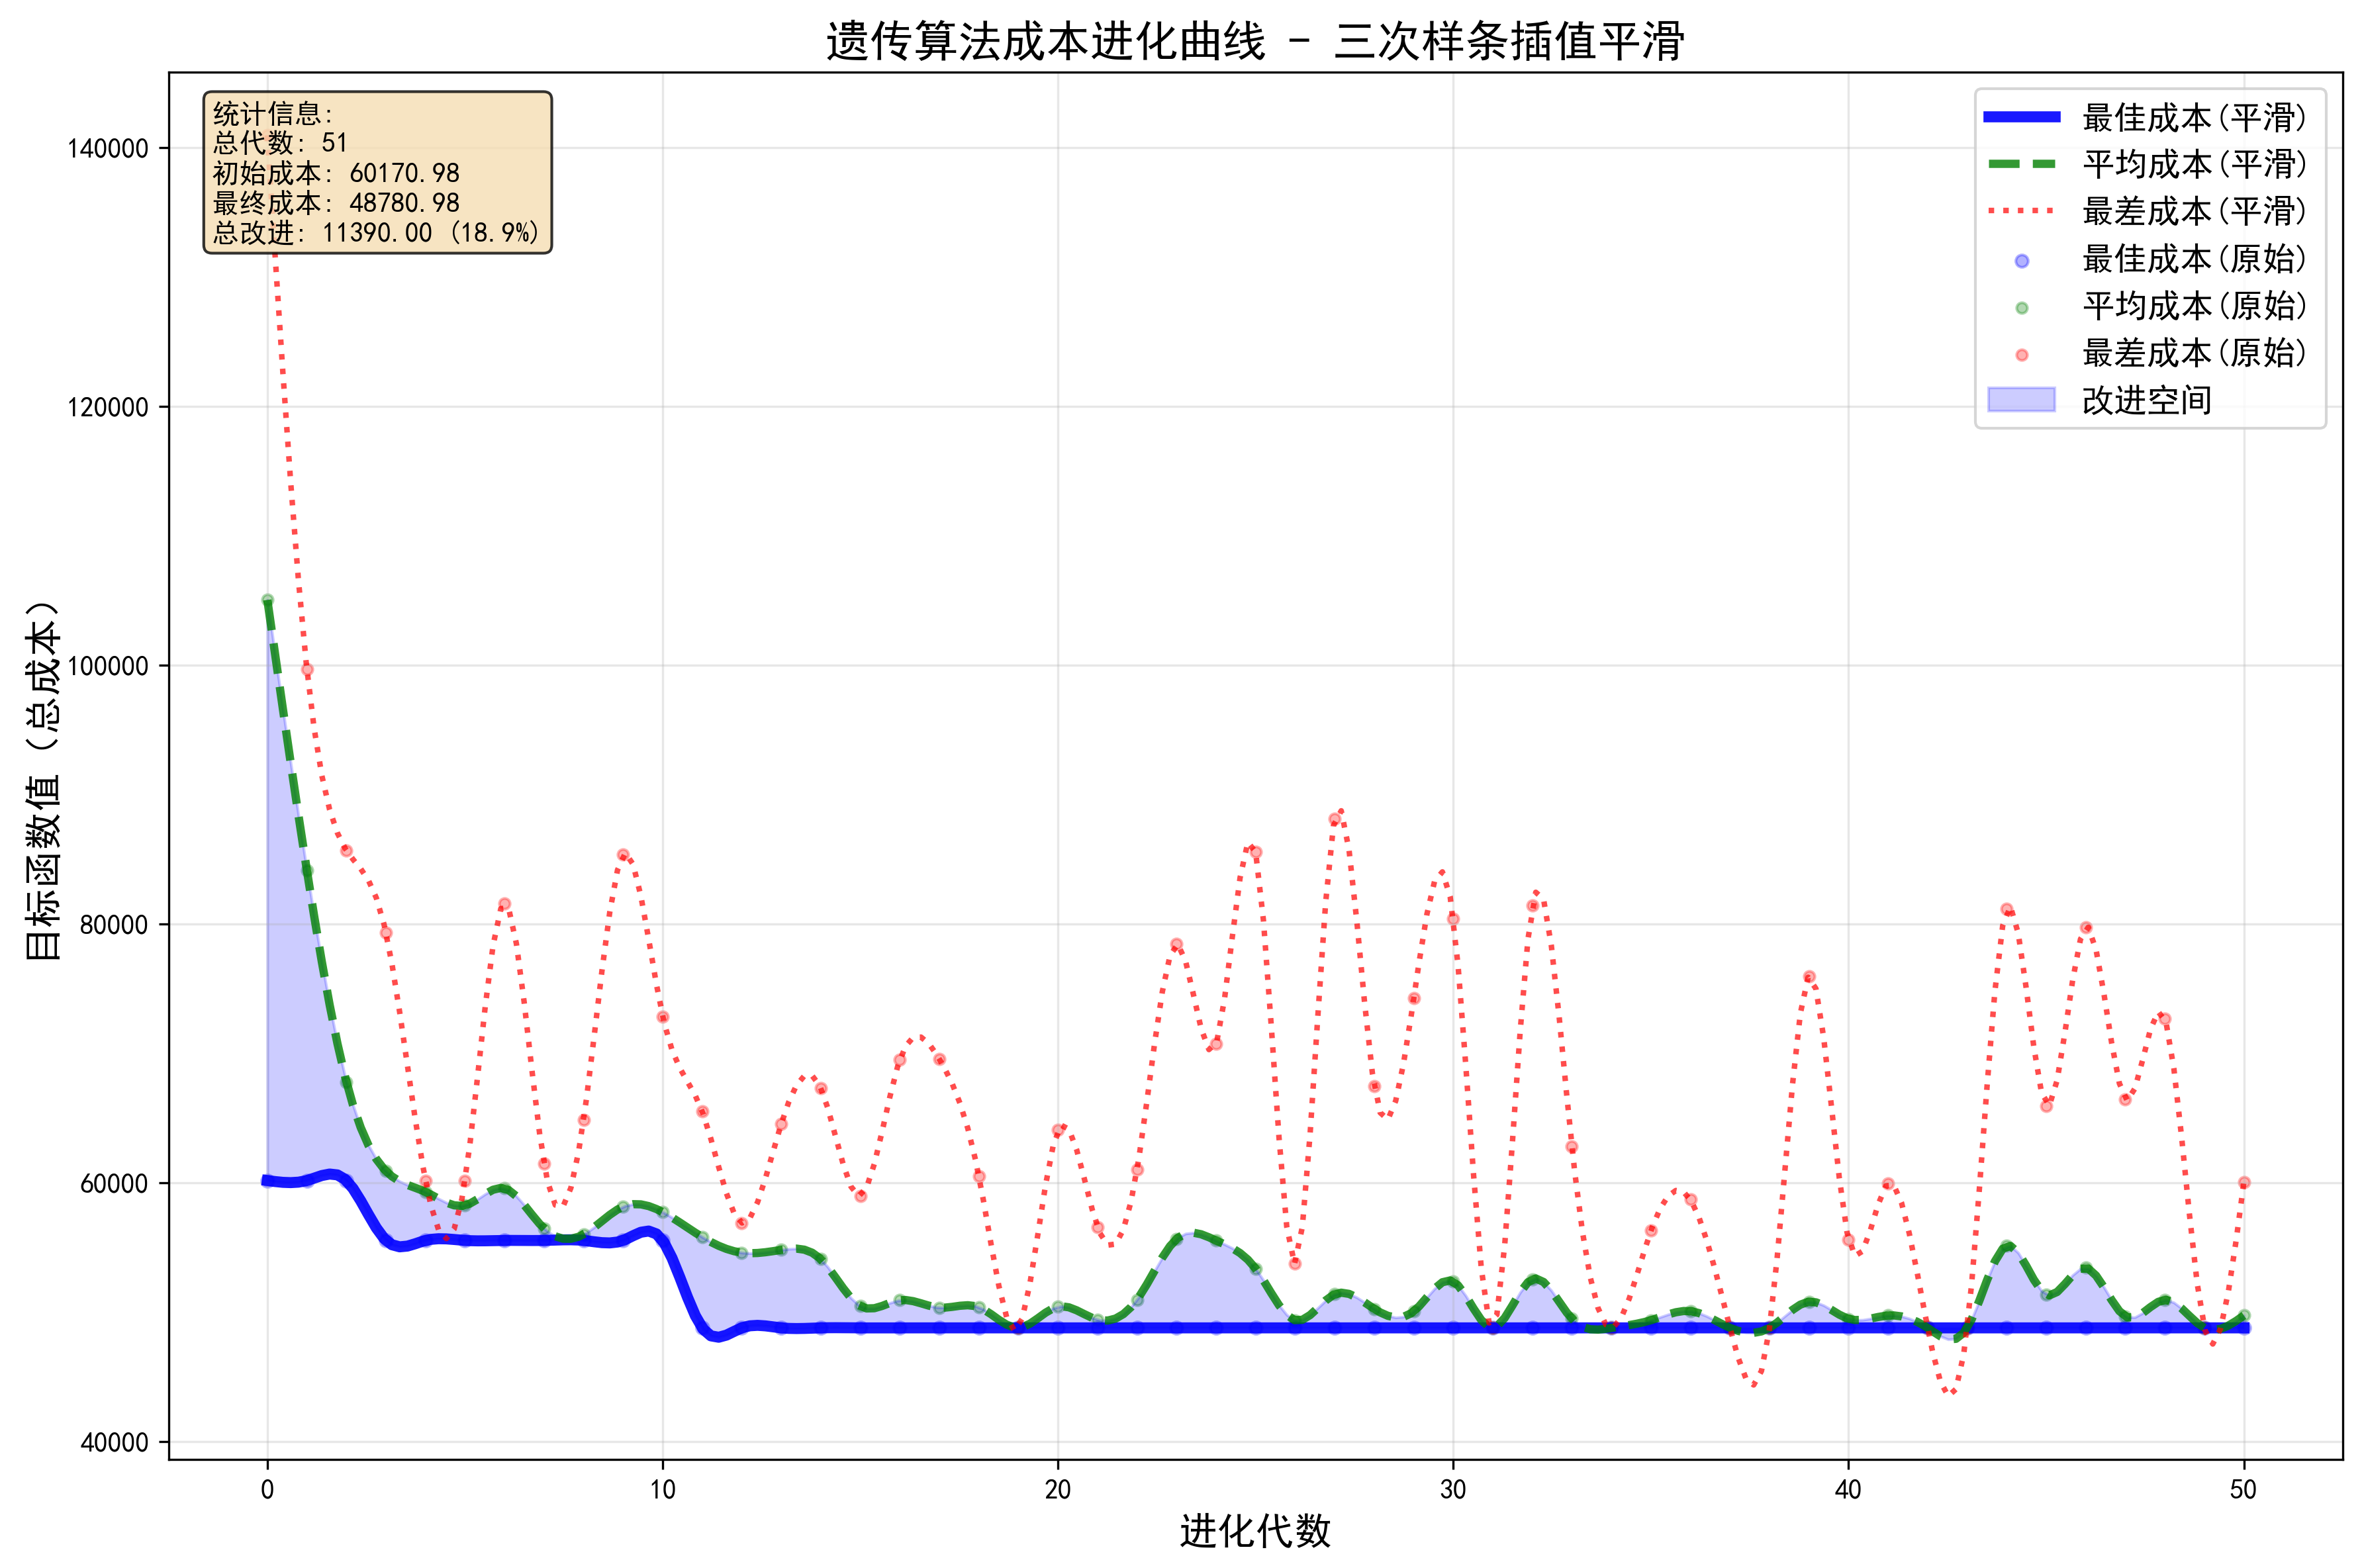 遗传算法成本进化曲线 - 三次样条插值平滑
统计信息:
总代数: 51
初始成本: 60170.98
最终成本: 48780.98
总改进: 11390.00 (18.9%)
最佳成本(平滑)
平均成本(平滑)
最差成本(平滑)
最佳成本(原始)
平均成本(原始)
最差成本(原始)
改进空间
目标函数值（总成本）
140000
120000
100000
80000
60000
40000
0
10
20
30
40
50
进化代数